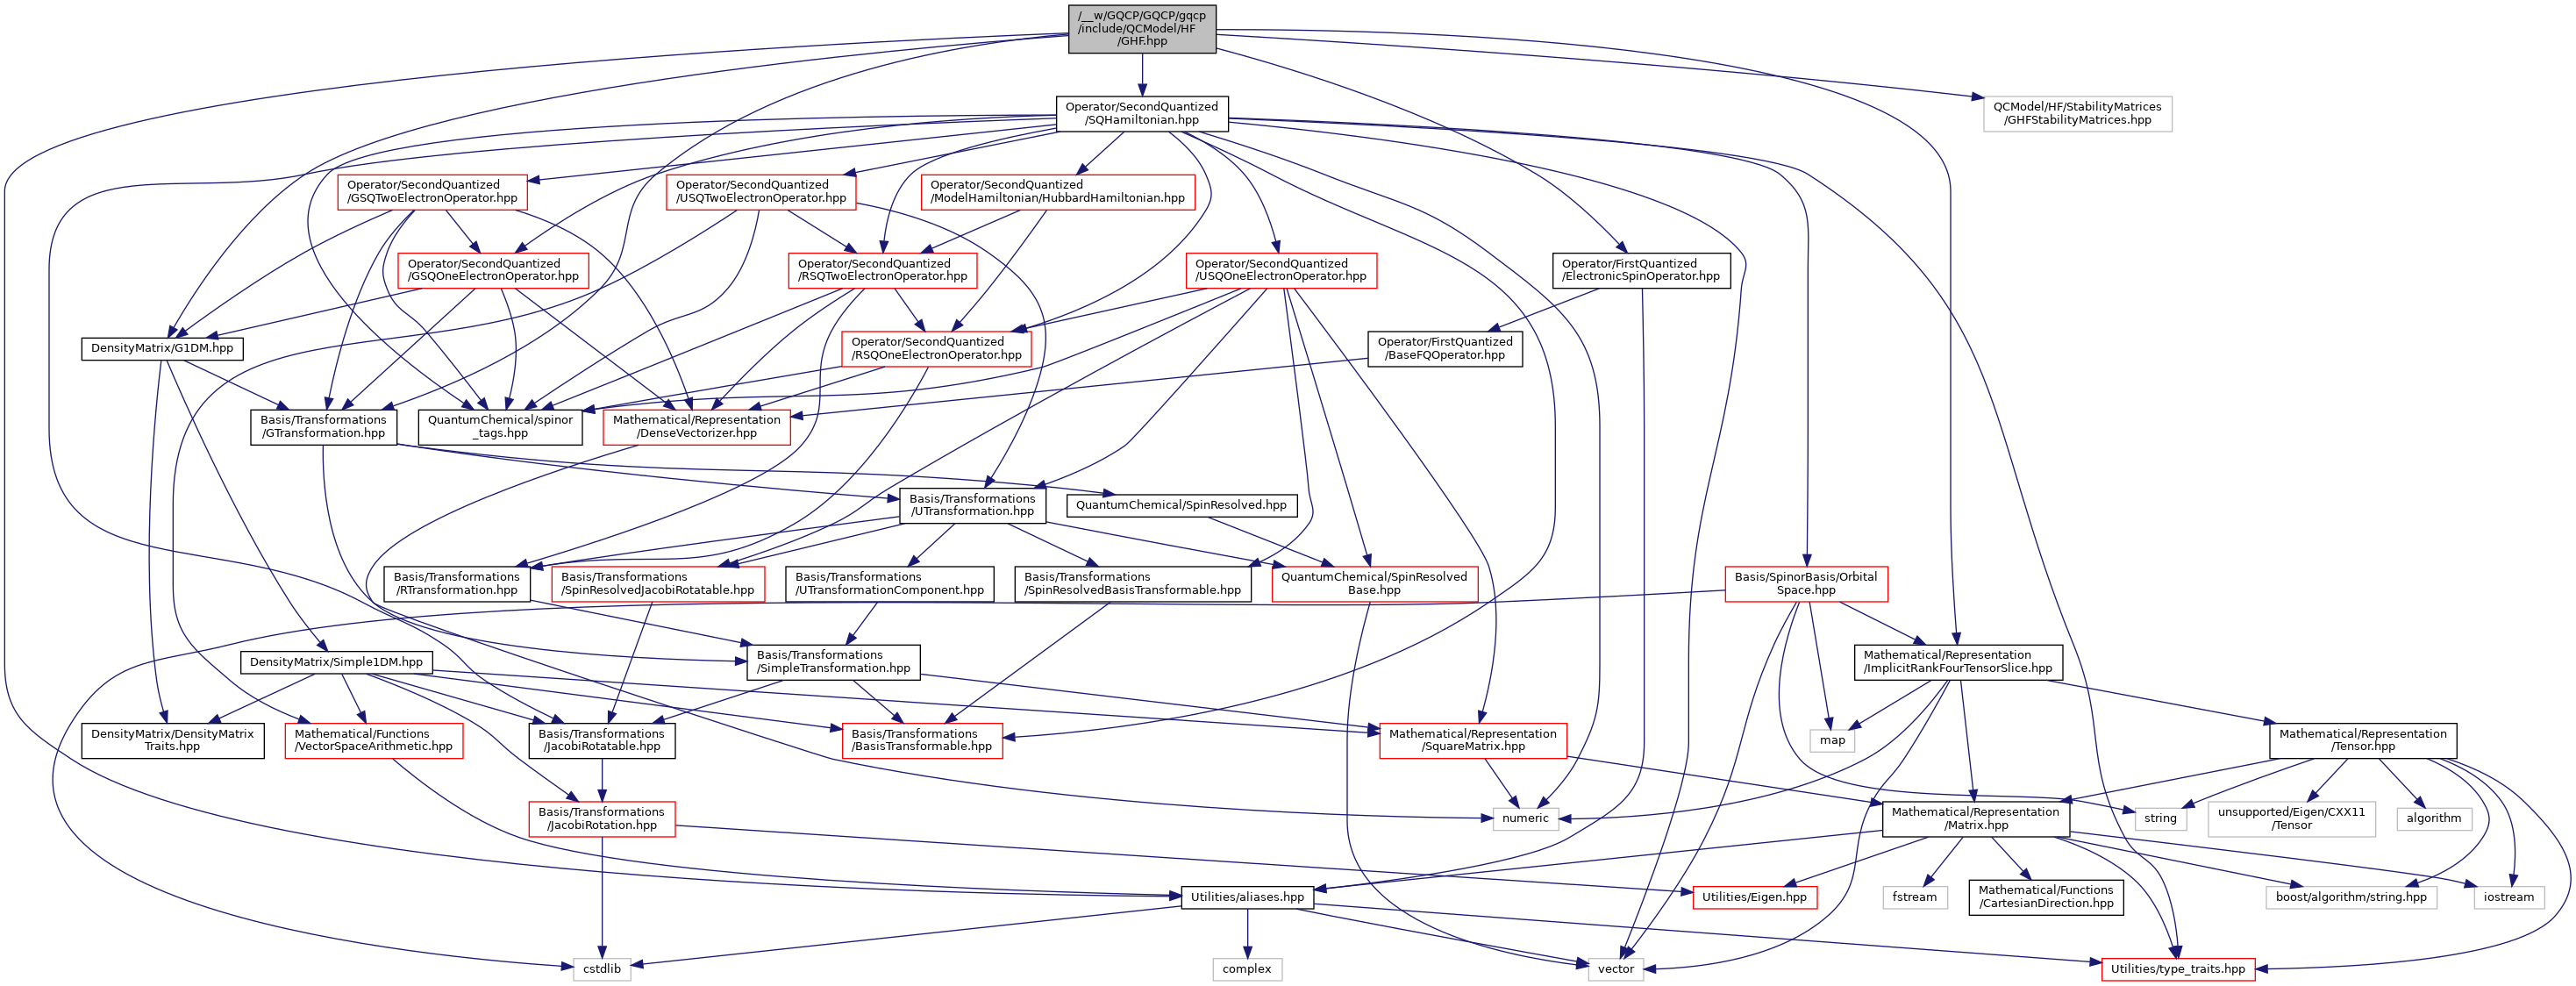 /__w/GQCP/GQCP/gqcp
/include/QCModel/HF
/GHF.hpp
Operator/SecondQuantized
/SQHamiltonian.hpp
QCModel/HF/StabilityMatrices
/GHFStabilityMatrices.hpp
Operator/SecondQuantized
/GSQTwoElectronOperator.hpp
Operator/SecondQuantized
/USQTwoElectronOperator.hpp
Operator/SecondQuantized
/ModelHamiltonian/HubbardHamiltonian.hpp
Operator/SecondQuantized
/GSQOneElectronOperator.hpp
Operator/SecondQuantized
/RSQTwoElectronOperator.hpp
Operator/SecondQuantized
/USQOneElectronOperator.hpp
Operator/FirstQuantized
/ElectronicSpinOperator.hpp
DensityMatrix/G1DM.hpp
Operator/SecondQuantized
/RSQOneElectronOperator.hpp
Operator/FirstQuantized
/BaseFQOperator.hpp
Basis/Transformations
/GTransformation.hpp
QuantumChemical/spinor
_tags.hpp
Mathematical/Representation
/DenseVectorizer.hpp
Basis/Transformations
/UTransformation.hpp
QuantumChemical/SpinResolved.hpp
Basis/Transformations
/RTransformation.hpp
Basis/Transformations
/SpinResolvedJacobiRotatable.hpp
Basis/Transformations
/UTransformationComponent.hpp
Basis/Transformations
/SpinResolvedBasisTransformable.hpp
QuantumChemical/SpinResolved
Base.hpp
Basis/SpinorBasis/Orbital
Space.hpp
DensityMatrix/Simple1DM.hpp
Basis/Transformations
/SimpleTransformation.hpp
Mathematical/Representation
/ImplicitRankFourTensorSlice.hpp
DensityMatrix/DensityMatrix
Traits.hpp
Mathematical/Functions
/VectorSpaceArithmetic.hpp
Basis/Transformations
/JacobiRotatable.hpp
Basis/Transformations
/BasisTransformable.hpp
Mathematical/Representation
/SquareMatrix.hpp
map
Mathematical/Representation
/Tensor.hpp
Basis/Transformations
/JacobiRotation.hpp
numeric
Mathematical/Representation
/Matrix.hpp
string
unsupported/Eigen/CXX11
/Tensor
algorithm
Utilities/aliases.hpp
Utilities/Eigen.hpp
fstream
Mathematical/Functions
/CartesianDirection.hpp
boost/algorithm/string.hpp
iostream
cstdlib
complex
vector
Utilities/type_traits.hpp